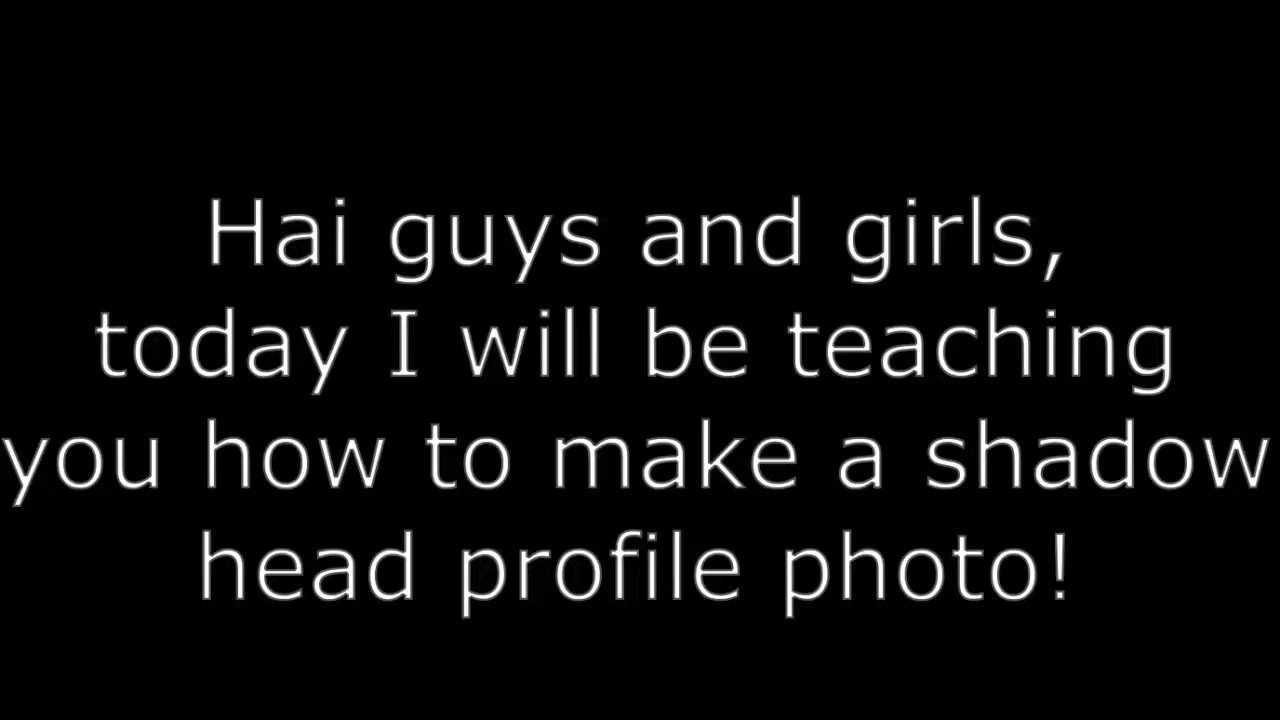 Hai guys and girls,
today I will be teaching
you how to make a shadow
head profile photo!